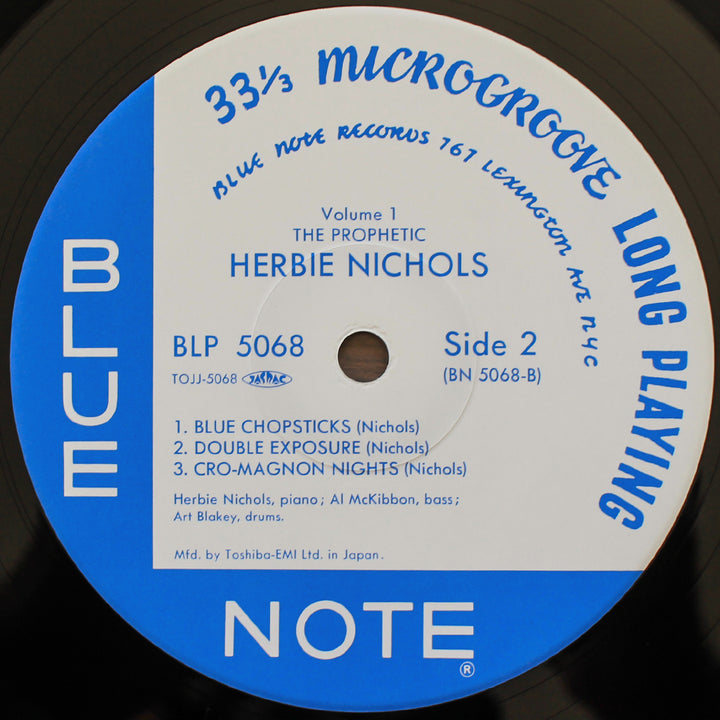 33⅓ MICROGROOVE LONG PLAYING
BLUE NOTE RECORDS 767 LEXINGTON AVE NYC
Volume 1
THE PROPHETIC
HERBIE NICHOLS
BLP 5068 Side 2
TOJJ-5068 JASRAC (BN 5068-B)
1. BLUE CHOPSTICKS (Nichols)
2. DOUBLE EXPOSURE (Nichols)
3. CRO-MAGNON NIGHTS (Nichols)
Herbie Nichols, piano; Al McKibbon, bass;
Art Blakey, drums.
Mfd. by Toshiba-EMI Ltd. in Japan.
BLUE
NOTE®